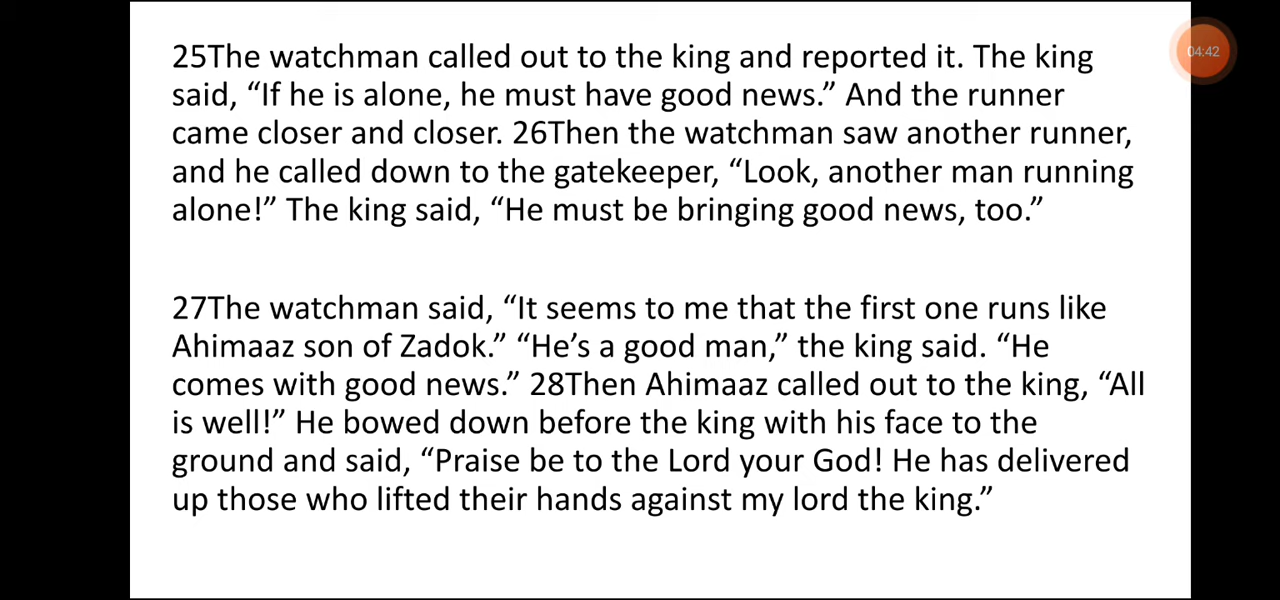 25The watchman called out to the king and reported it. The king
said, “If he is alone, he must have good news.” And the runner
came closer and closer. 26Then the watchman saw another runner,
and he called down to the gatekeeper, “Look, another man running
alone!” The king said, “He must be bringing good news, too.”
27The watchman said, “It seems to me that the first one runs like
Ahimaaz son of Zadok.” “He’s a good man,” the king said. “He
comes with good news.” 28Then Ahimaaz called out to the king, “All
is well!” He bowed down before the king with his face to the
ground and said, “Praise be to the Lord your God! He has delivered
up those who lifted their hands against my lord the king.”
04:42